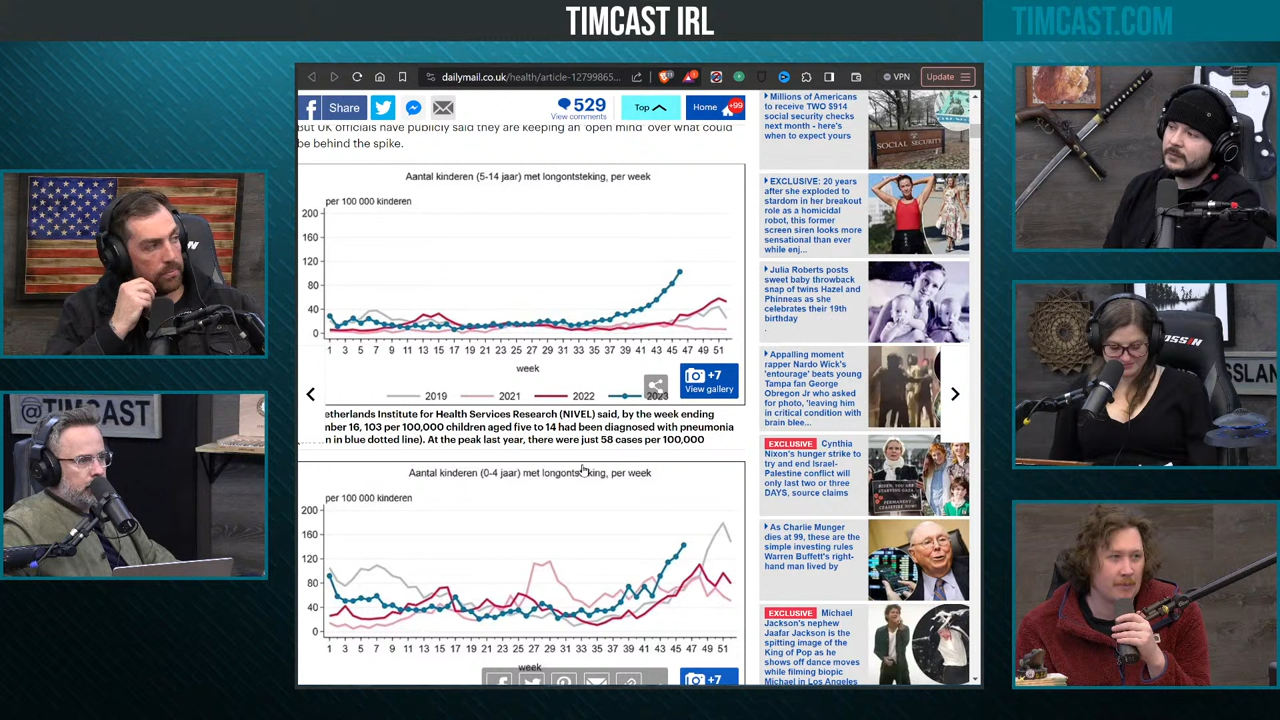 TIMCAST IRL
TIMCAST.COM
dailymail.co.uk/health/article-12799865...
VPN
Update
Share
529
View comments
Top
Home
+99
But UK officials have publicly said they are keeping an 'open mind' over what could
be behind the spike.
Aantal kinderen (5-14 jaar) met longontsteking, per week
per 100 000 kinderen
200
160
120
80
40
0
1 3 5 7 9 11 13 15 17 19 21 23 25 27 29 31 33 35 37 39 41 43 45 47 49 51
week
2019 2021 2022 2023
+7
View gallery
etherlands Institute for Health Services Research (NIVEL) said, by the week ending
mber 16, 103 per 100,000 children aged five to 14 had been diagnosed with pneumonia
n in blue dotted line). At the peak last year, there were just 58 cases per 100,000
Aantal kinderen (0-4 jaar) met longontsteking, per week
per 100 000 kinderen
200
160
120
80
40
0
1 3 5 7 9 11 13 15 17 19 21 23 25 27 29 31 33 35 37 39 41 43 45 47 49 51
week
+7
Millions of Americans
to receive TWO $914
social security checks
next month - here's
when to expect yours
SOCIAL SECURITY
EXCLUSIVE: 20 years
after she exploded to
stardom in her breakout
role as a homicidal
robot, this former
screen siren looks more
sensational than ever
while enj...
Julia Roberts posts
sweet baby throwback
snap of twins Hazel and
Phinneas as she
celebrates their 19th
birthday
.
Appalling moment
rapper Nardo Wick's
'entourage' beats young
Tampa fan George
Obregon Jr who asked
for photo, 'leaving him
in critical condition with
brain blee...
EXCLUSIVE Cynthia
Nixon's hunger strike to
try and end Israel-
Palestine conflict will
only last two or three
DAYS, source claims
As Charlie Munger
dies at 99, these are the
simple investing rules
Warren Buffett's right-
hand man lived by
EXCLUSIVE Michael
Jackson's nephew
Jaafar Jackson is the
spitting image of the
King of Pop as he
shows off dance moves
while filming biopic
Michael in Los Angeles
@TIMCAST